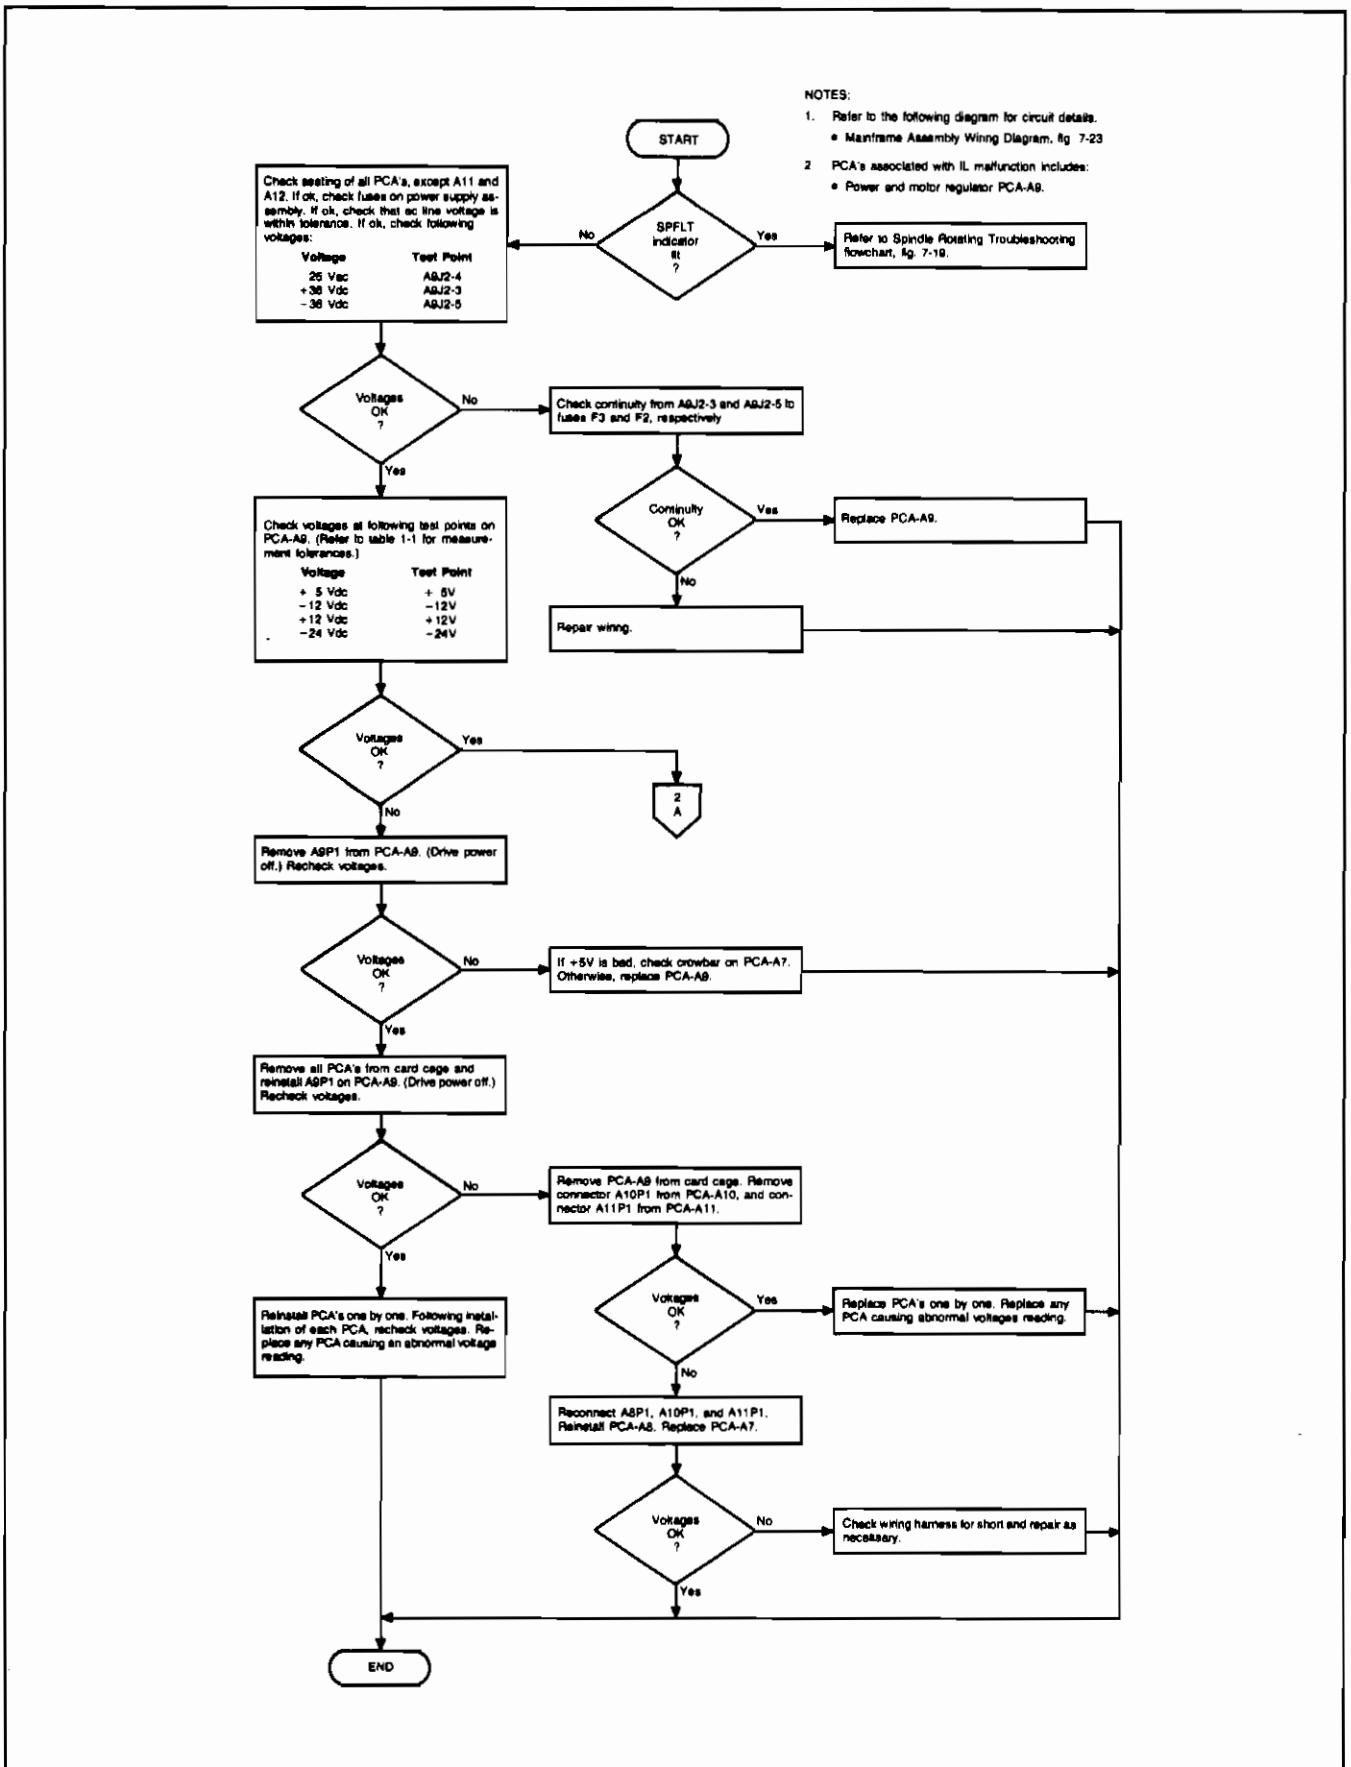 NOTES:
1. Refer to the following diagram for circuit details.
• Mainframe Assembly Wiring Diagram, fig 7-23
2 PCA's associated with IL malfunction includes:
• Power and motor regulator PCA-A9.
START
SPFLT
indicator
lit
?
No
Yes
Refer to Spindle Rotating Troubleshooting
flowchart, fig. 7-19.
Check seating of all PCA's, except A11 and
A12. If ok, check fuses on power supply as-
sembly. If ok, check that ac line voltage is
within tolerance. If ok, check following
voltages:
Voltage Test Point
25 Vac A9J2-4
+36 Vdc A9J2-3
-36 Vdc A9J2-5
Voltages
OK
?
No
Yes
Check continuity from A9J2-3 and A9J2-5 to
fuses F3 and F2, respectively
Continuity
OK
?
Yes
No
Replace PCA-A9.
Repair wiring.
Check voltages at following test points on
PCA-A9. (Refer to table 1-1 for measure-
ment tolerances.)
Voltage Test Point
+ 5 Vdc + 5V
-12 Vdc -12V
+12 Vdc +12V
-24 Vdc -24V
Voltages
OK
?
Yes
No
2
A
Remove A9P1 from PCA-A9. (Drive power
off.) Recheck voltages.
Voltages
OK
?
No
Yes
If +5V is bad, check crowbar on PCA-A7.
Otherwise, replace PCA-A9.
Remove all PCA's from card cage and
reinstall A9P1 on PCA-A9. (Drive power off.)
Recheck voltages.
Voltages
OK
?
No
Yes
Remove PCA-A8 from card cage. Remove
connector A10P1 from PCA-A10, and con-
nector A11P1 from PCA-A11.
Voltages
OK
?
Yes
No
Replace PCA's one by one. Replace any
PCA causing abnormal voltages reading.
Reinstall PCA's one by one. Following instal-
lation of each PCA, recheck voltages. Re-
place any PCA causing an abnormal voltage
reading.
Reconnect A8P1, A10P1, and A11P1.
Reinstall PCA-A8. Replace PCA-A7.
Voltages
OK
?
No
Yes
Check wiring harness for short and repair as
necessary.
END